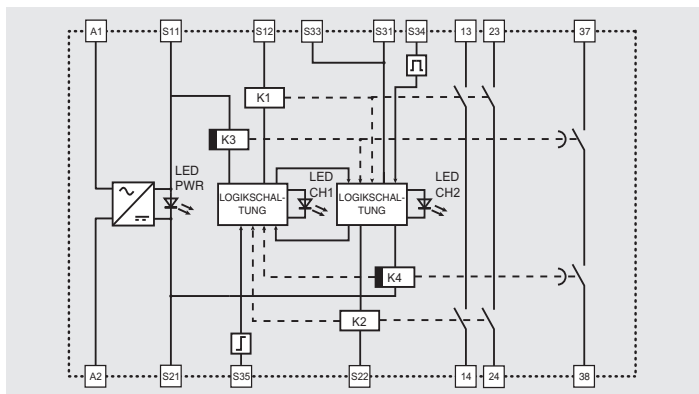 A1 S11 S12 S33 S31 S34 13 23 37
K1
K3
LED
PWR
LED
CH1
LED
CH2
LOGIKSCHAL-
TUNG
LOGIKSCHAL-
TUNG
K4
K2
A2 S21 S35 S22 14 24 38